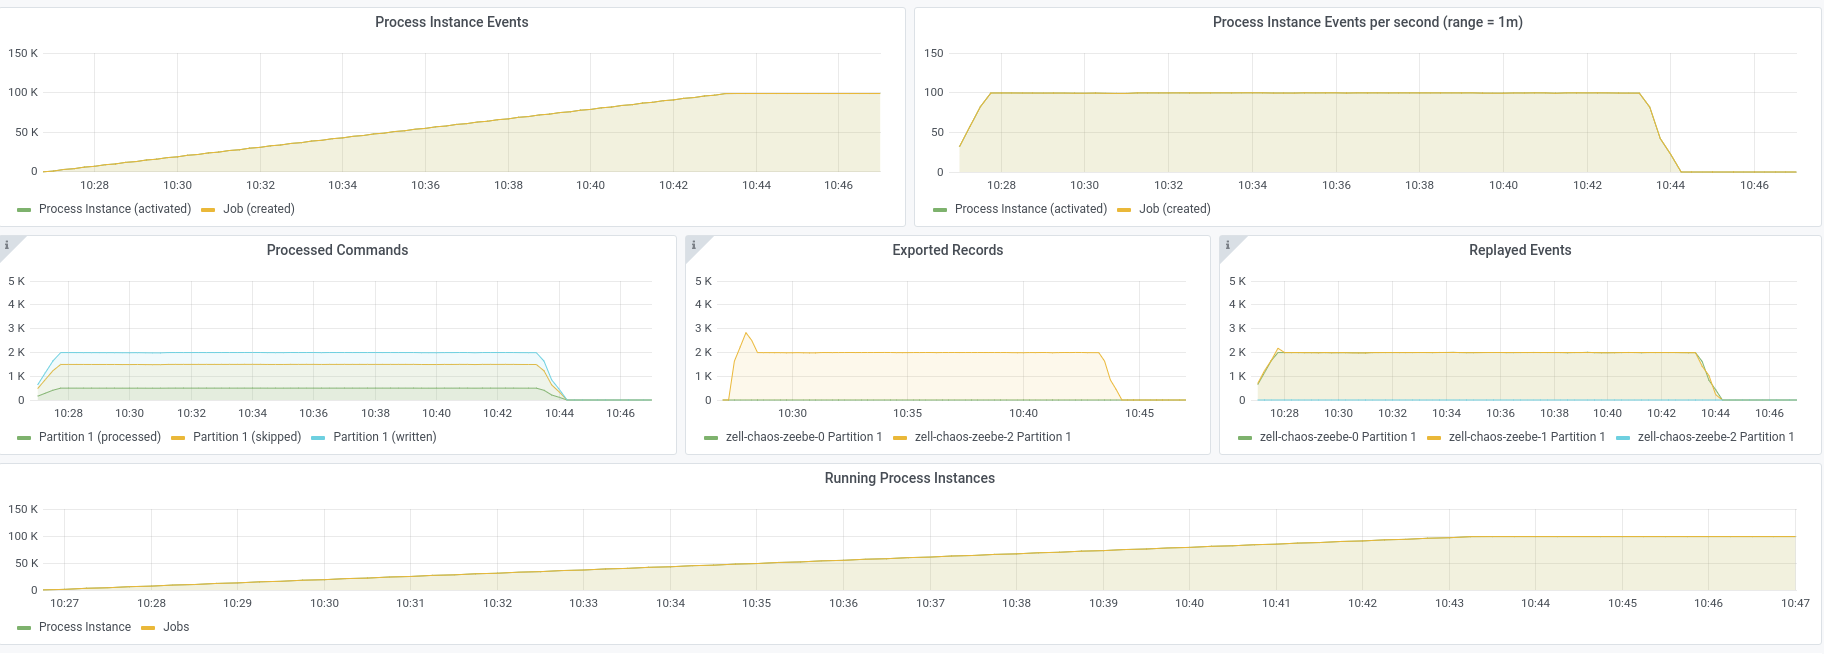 Process Instance Events
150 K
100 K
50 K
0
10:28 10:30 10:32 10:34 10:36 10:38 10:40 10:42 10:44 10:46
Process Instance (activated) Job (created)
Process Instance Events per second (range = 1m)
150
100
50
0
10:28 10:30 10:32 10:34 10:36 10:38 10:40 10:42 10:44 10:46
Process Instance (activated) Job (created)
i
Processed Commands
5 K
4 K
3 K
2 K
1 K
0
10:28 10:30 10:32 10:34 10:36 10:38 10:40 10:42 10:44 10:46
Partition 1 (processed) Partition 1 (skipped) Partition 1 (written)
i
Exported Records
5 K
4 K
3 K
2 K
1 K
0
10:30 10:35 10:40 10:45
zell-chaos-zeebe-0 Partition 1 zell-chaos-zeebe-2 Partition 1
i
Replayed Events
5 K
4 K
3 K
2 K
1 K
0
10:28 10:30 10:32 10:34 10:36 10:38 10:40 10:42 10:44 10:46
zell-chaos-zeebe-0 Partition 1 zell-chaos-zeebe-1 Partition 1 zell-chaos-zeebe-2 Partition 1
Running Process Instances
150 K
100 K
50 K
0
10:27 10:28 10:29 10:30 10:31 10:32 10:33 10:34 10:35 10:36 10:37 10:38 10:39 10:40 10:41 10:42 10:43 10:44 10:45 10:46 10:47
Process Instance Jobs